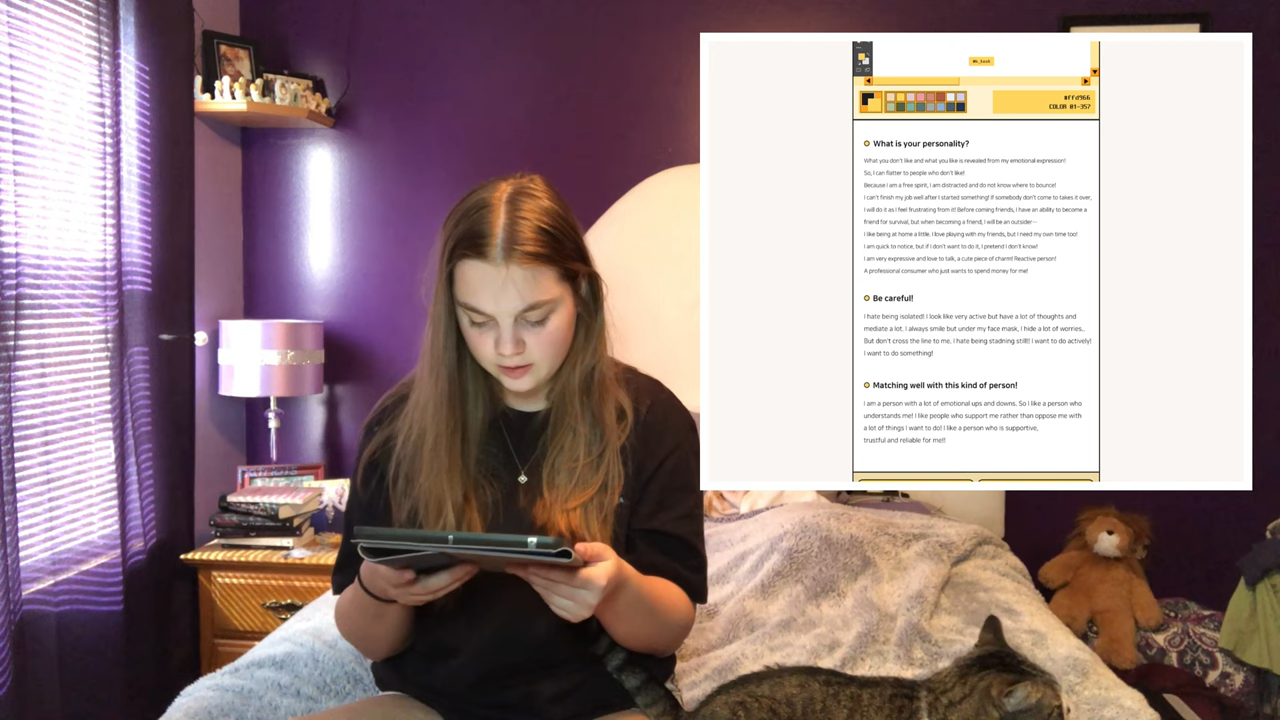 #ffd966
COLOR 01-357
What is your personality?
What you don't like and what you like is revealed from my emotional expression!
So, I can flatter to people who don't like!
Because I am a free spirit, I am distracted and do not know where to bounce!
I can't finish my job well after I started something! If somebody don't come to takes it over,
I will do it as I feel frustrating from it! Before coming friends, I have an ability to become a
friend for survival, but when becoming a friend, I will be an outsider…
I like being at home a little. I love playing with my friends, but I need my own time too!
I am quick to notice, but if I don't want to do it, I pretend I don't know!
I am very expressive and love to talk, a cute piece of charm! Reactive person!
A professional consumer who just wants to spend money for me!
Be careful!
I hate being isolated! I look like very active but have a lot of thoughts and
mediate a lot. I always smile but under my face mask, I hide a lot of worries..
But don't cross the line to me. I hate being stadning still!! I want to do actively!
I want to do something!
Matching well with this kind of person!
I am a person with a lot of emotional ups and downs. So I like a person who
understands me! I like people who support me rather than oppose me with
a lot of things I want to do! I like a person who is supportive,
trustful and reliable for me!!